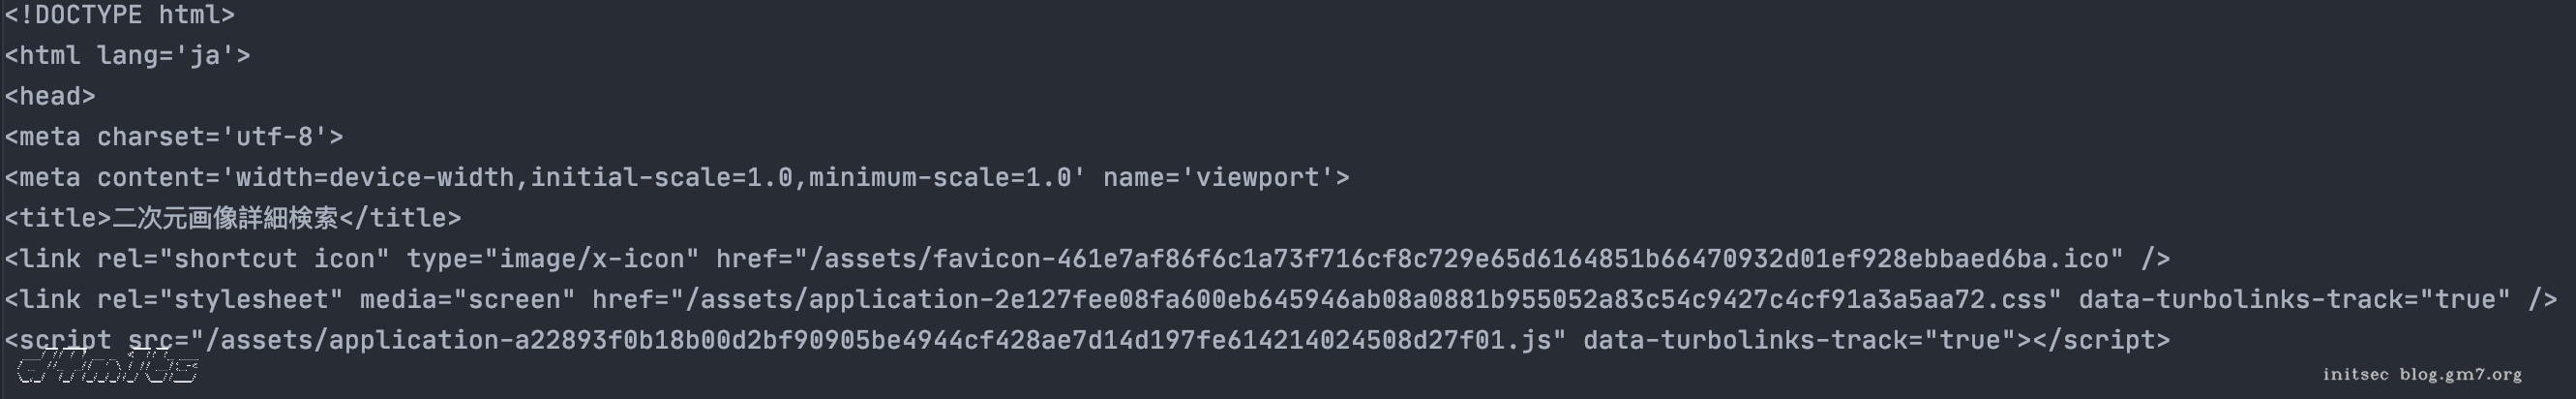 <!DOCTYPE html>
<html lang='ja'>
<head>
<meta charset='utf-8'>
<meta content='width=device-width,initial-scale=1.0,minimum-scale=1.0' name='viewport'>
<title>二次元画像詳細検索</title>
<link rel="shortcut icon" type="image/x-icon" href="/assets/favicon-461e7af86f6c1a73f716cf8c729e65d6164851b66470932d01ef928ebbaed6ba.ico" />
<link rel="stylesheet" media="screen" href="/assets/application-2e127fee08fa600eb645946ab08a0881b955052a83c54c9427c4cf91a3a5aa72.css" data-turbolinks-track="true" />
<script src="/assets/application-a22893f0b18b00d2bf90905be4944cf428ae7d14d197fe614214024508d27f01.js" data-turbolinks-track="true"></script>
initsec blog.gm7.org